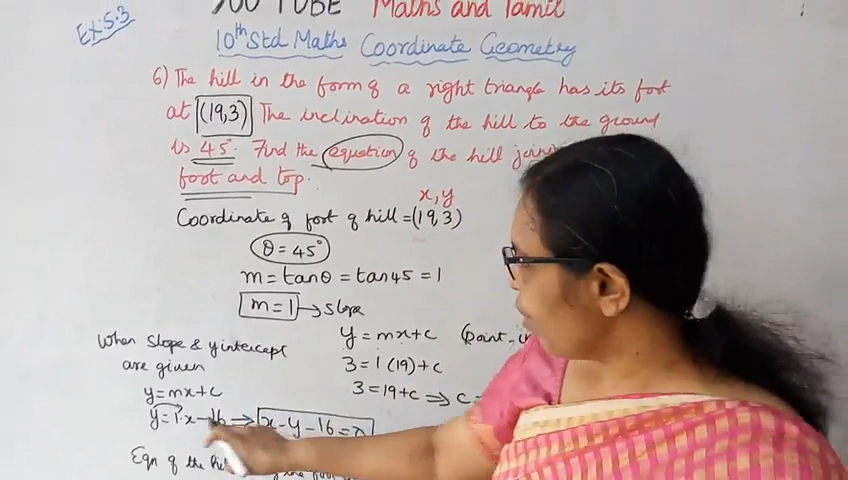 YOU TUBE Maths and Tamil
Ex:5.3
10th Std Maths Coordinate Geometry
6) The hill in the form of a right triangle has its foot
at (19,3) The inclination of the hill to the ground
is 45°. Find the equation of the hill
foot and top.
x, y
Coordinate of foot of hill = (19,3)
θ = 45°
m = tanθ = tan45 = 1
m = 1 → slope
When slope & y intercept
are given
y = mx + c
y = 1·x - 16 ⇒ x - y - 16 = 0
y = mx + c
3 = 1 (19) + c
3 = 19 + c ⇒ c
Eqn of the